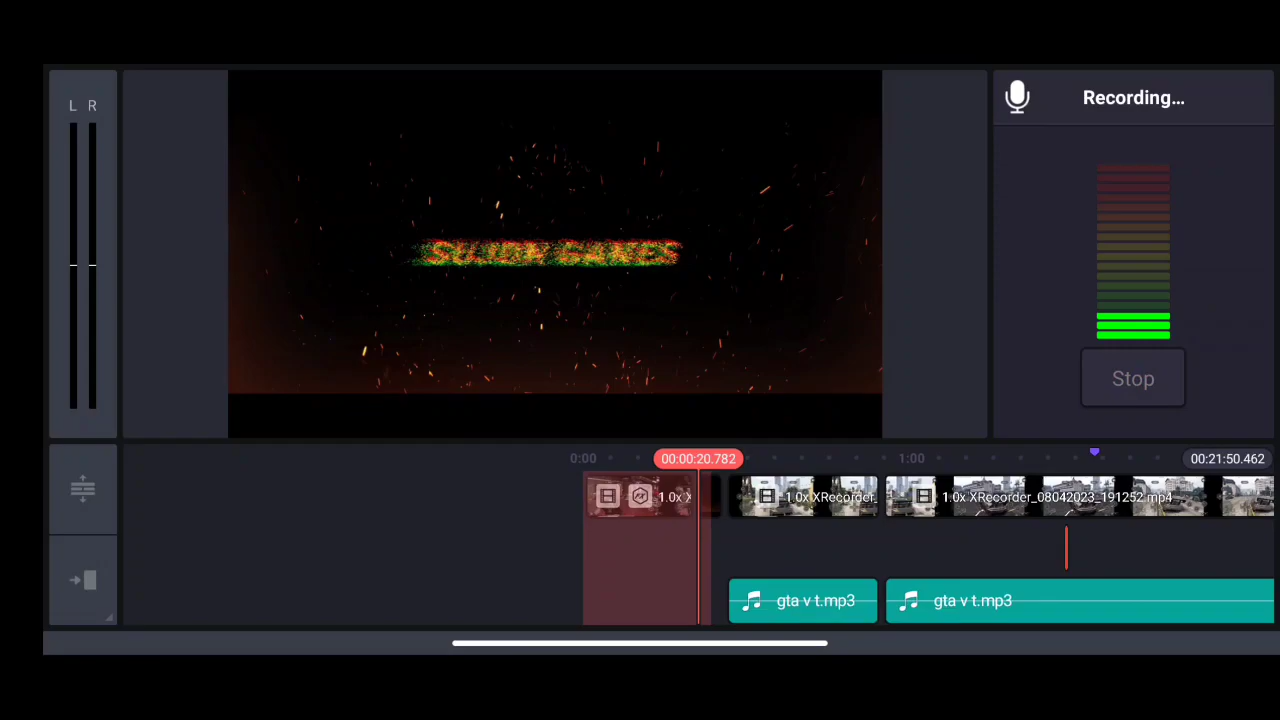 L R
Recording...
Stop
0:00
00:00:20.782
1:00
00:21:50.462
1.0x X
1.0x XRecorder
1.0x XRecorder_08042023_191252.mp4
gta v t.mp3
gta v t.mp3